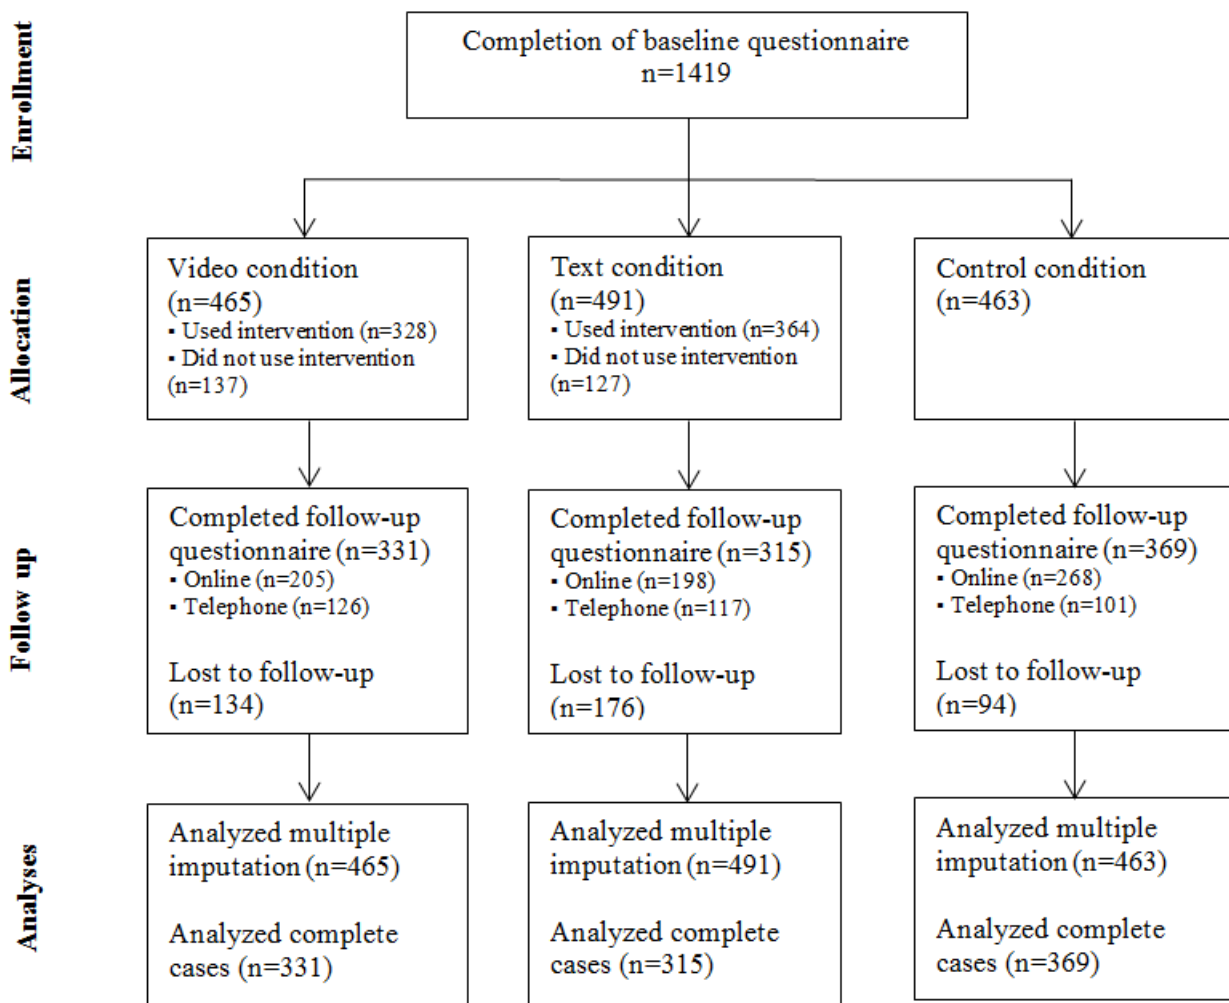 Enrollment
Completion of baseline questionnaire
n=1419
Allocation
Video condition
(n=465)
▪ Used intervention (n=328)
▪ Did not use intervention
(n=137)
Text condition
(n=491)
▪ Used intervention (n=364)
▪ Did not use intervention
(n=127)
Control condition
(n=463)
Follow up
Completed follow-up
questionnaire (n=331)
▪ Online (n=205)
▪ Telephone (n=126)
Lost to follow-up
(n=134)
Completed follow-up
questionnaire (n=315)
▪ Online (n=198)
▪ Telephone (n=117)
Lost to follow-up
(n=176)
Completed follow-up
questionnaire (n=369)
▪ Online (n=268)
▪ Telephone (n=101)
Lost to follow-up
(n=94)
Analyses
Analyzed multiple
imputation (n=465)
Analyzed complete
cases (n=331)
Analyzed multiple
imputation (n=491)
Analyzed complete
cases (n=315)
Analyzed multiple
imputation (n=463)
Analyzed complete
cases (n=369)